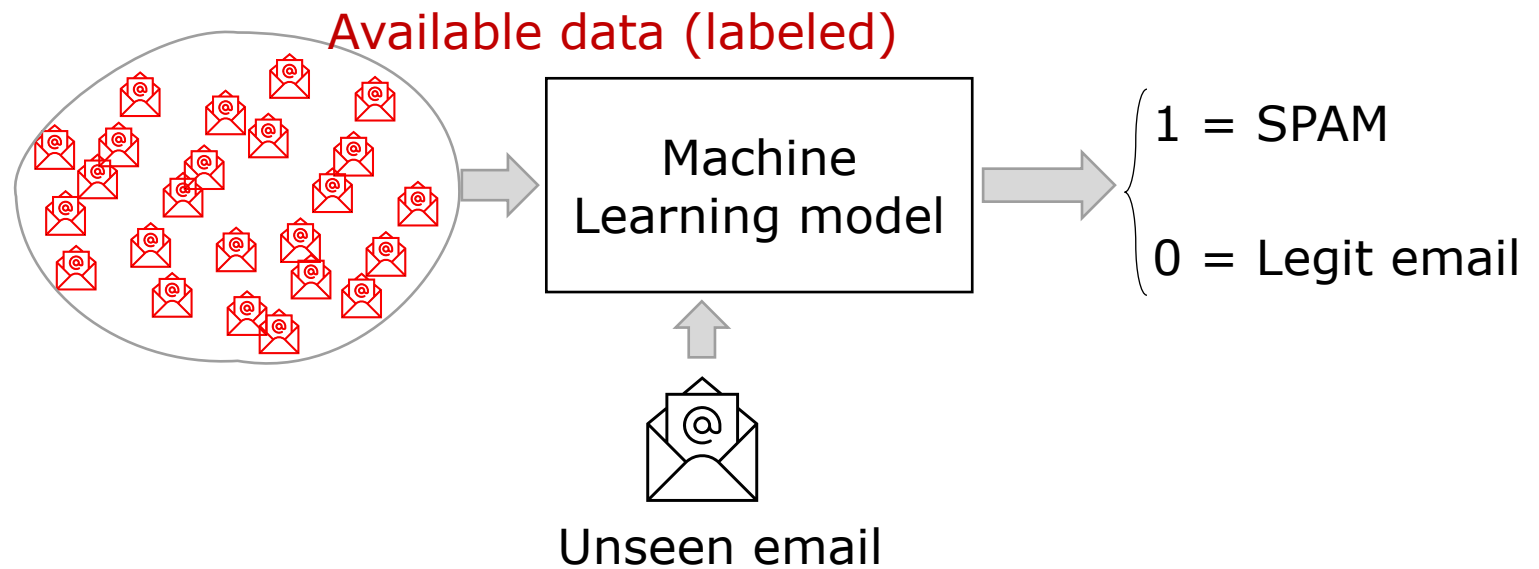 Available data (labeled)
Machine
Learning model
1 = SPAM
0 = Legit email
Unseen email